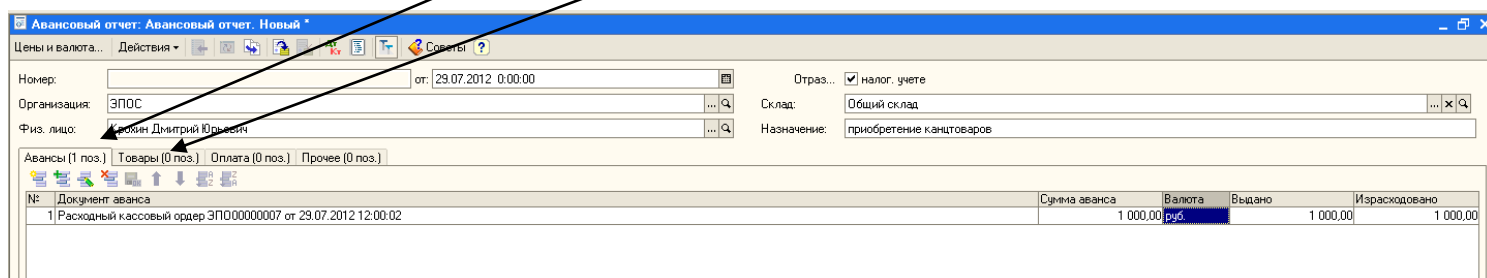 Авансовый отчет: Авансовый отчет. Новый *
Цены и валюта... Действия Советы ?
Номер: от: 29.07.2012 0:00:00 Отраз... налог. учете
Организация: ЭПОС Склад: Общий склад
Физ. лицо: Крохин Дмитрий Юрьевич Назначение: приобретение канцтоваров
Авансы (1 поз.) Товары (0 поз.) Оплата (0 поз.) Прочее (0 поз.)
№ Документ аванса Сумма аванса Валюта Выдано Израсходовано
1 Расходный кассовый ордер ЭПО00000007 от 29.07.2012 12:00:02 1 000,00 руб. 1 000,00 1 000,00